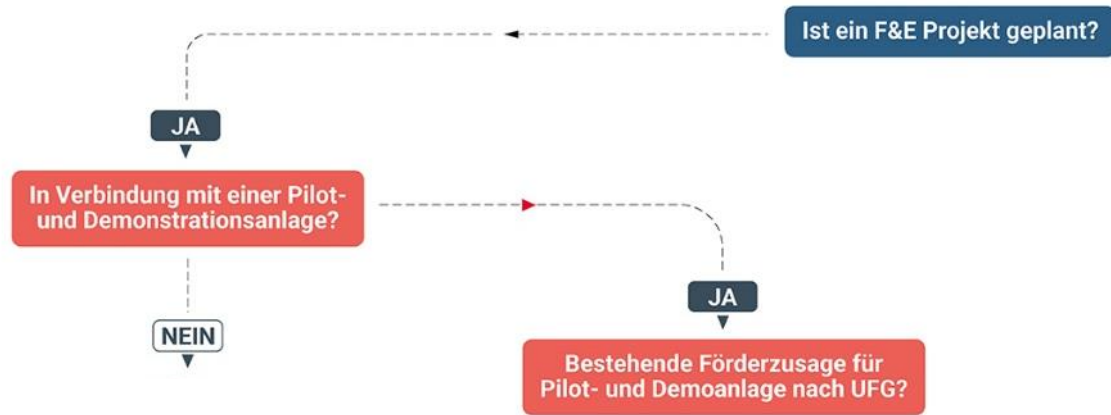 Ist ein F&E Projekt geplant?
JA
In Verbindung mit einer Pilot-
und Demonstrationsanlage?
JA
NEIN
Bestehende Förderzusage für
Pilot- und Demoanlage nach UFG?